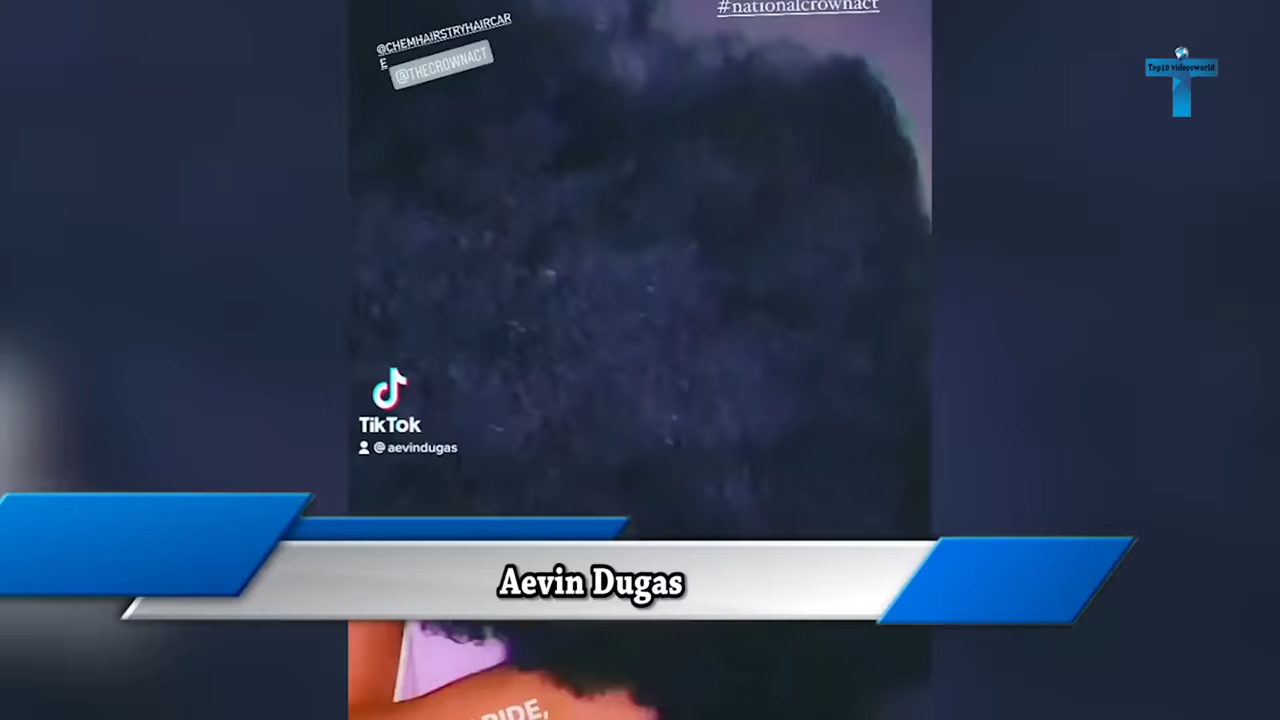 #nationalcrownact
@CHEMHAIRSTRYHAIRCAR
E
@THECROWNACT
Top10 videosworld
TikTok
@aevindugas
Aevin Dugas